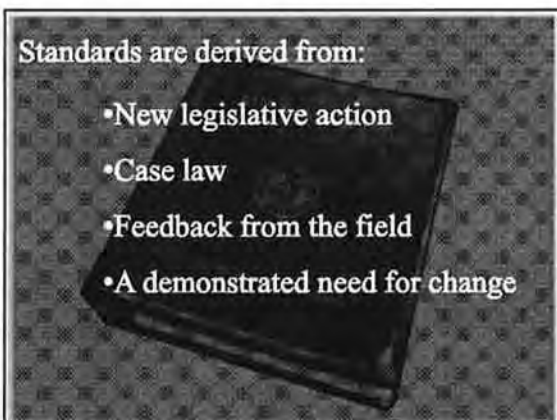 Standards are derived from:
•New legislative action
•Case law
•Feedback from the field
•A demonstrated need for change